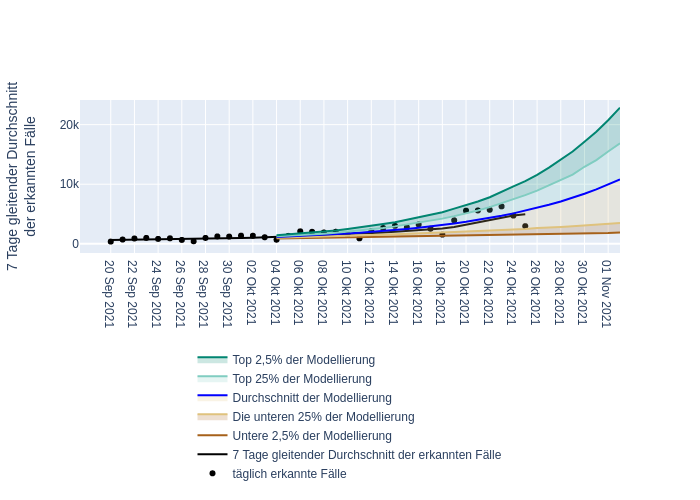 7 Tage gleitender Durchschnitt
der erkannten Fälle
20k
10k
0
20 Sep 2021
22 Sep 2021
24 Sep 2021
26 Sep 2021
28 Sep 2021
30 Sep 2021
02 Okt 2021
04 Okt 2021
06 Okt 2021
08 Okt 2021
10 Okt 2021
12 Okt 2021
14 Okt 2021
16 Okt 2021
18 Okt 2021
20 Okt 2021
22 Okt 2021
24 Okt 2021
26 Okt 2021
28 Okt 2021
30 Okt 2021
01 Nov 2021
Top 2,5% der Modellierung
Top 25% der Modellierung
Durchschnitt der Modellierung
Die unteren 25% der Modellierung
Untere 2,5% der Modellierung
7 Tage gleitender Durchschnitt der erkannten Fälle
täglich erkannte Fälle